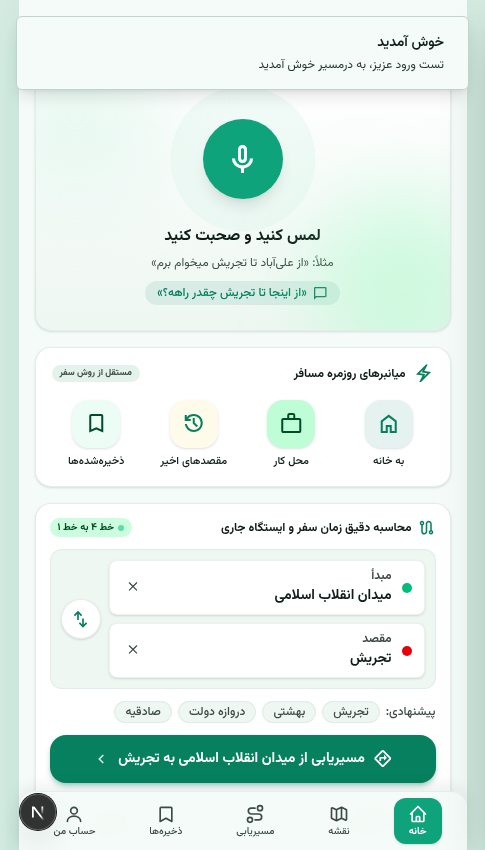 خوش آمدید
تست ورود عزیز، به درمسیر خوش آمدید
لمس کنید و صحبت کنید
مثلاً: «از علی‌آباد تا تجریش میخوام برم»
«از اینجا تا تجریش چقدر راهه؟»
میانبرهای روزمره مسافر
مستقل از روش سفر
به خانه
محل کار
مقصدهای اخیر
ذخیره‌شده‌ها
محاسبه دقیق زمان سفر و ایستگاه جاری
خط ۴ به خط ۱
مبدأ
میدان انقلاب اسلامی
مقصد
تجریش
پیشنهادی: تجریش بهشتی دروازه دولت صادقیه
مسیریابی از میدان انقلاب اسلامی به تجریش
خانه
نقشه
مسیریابی
ذخیره‌ها
حساب من
N